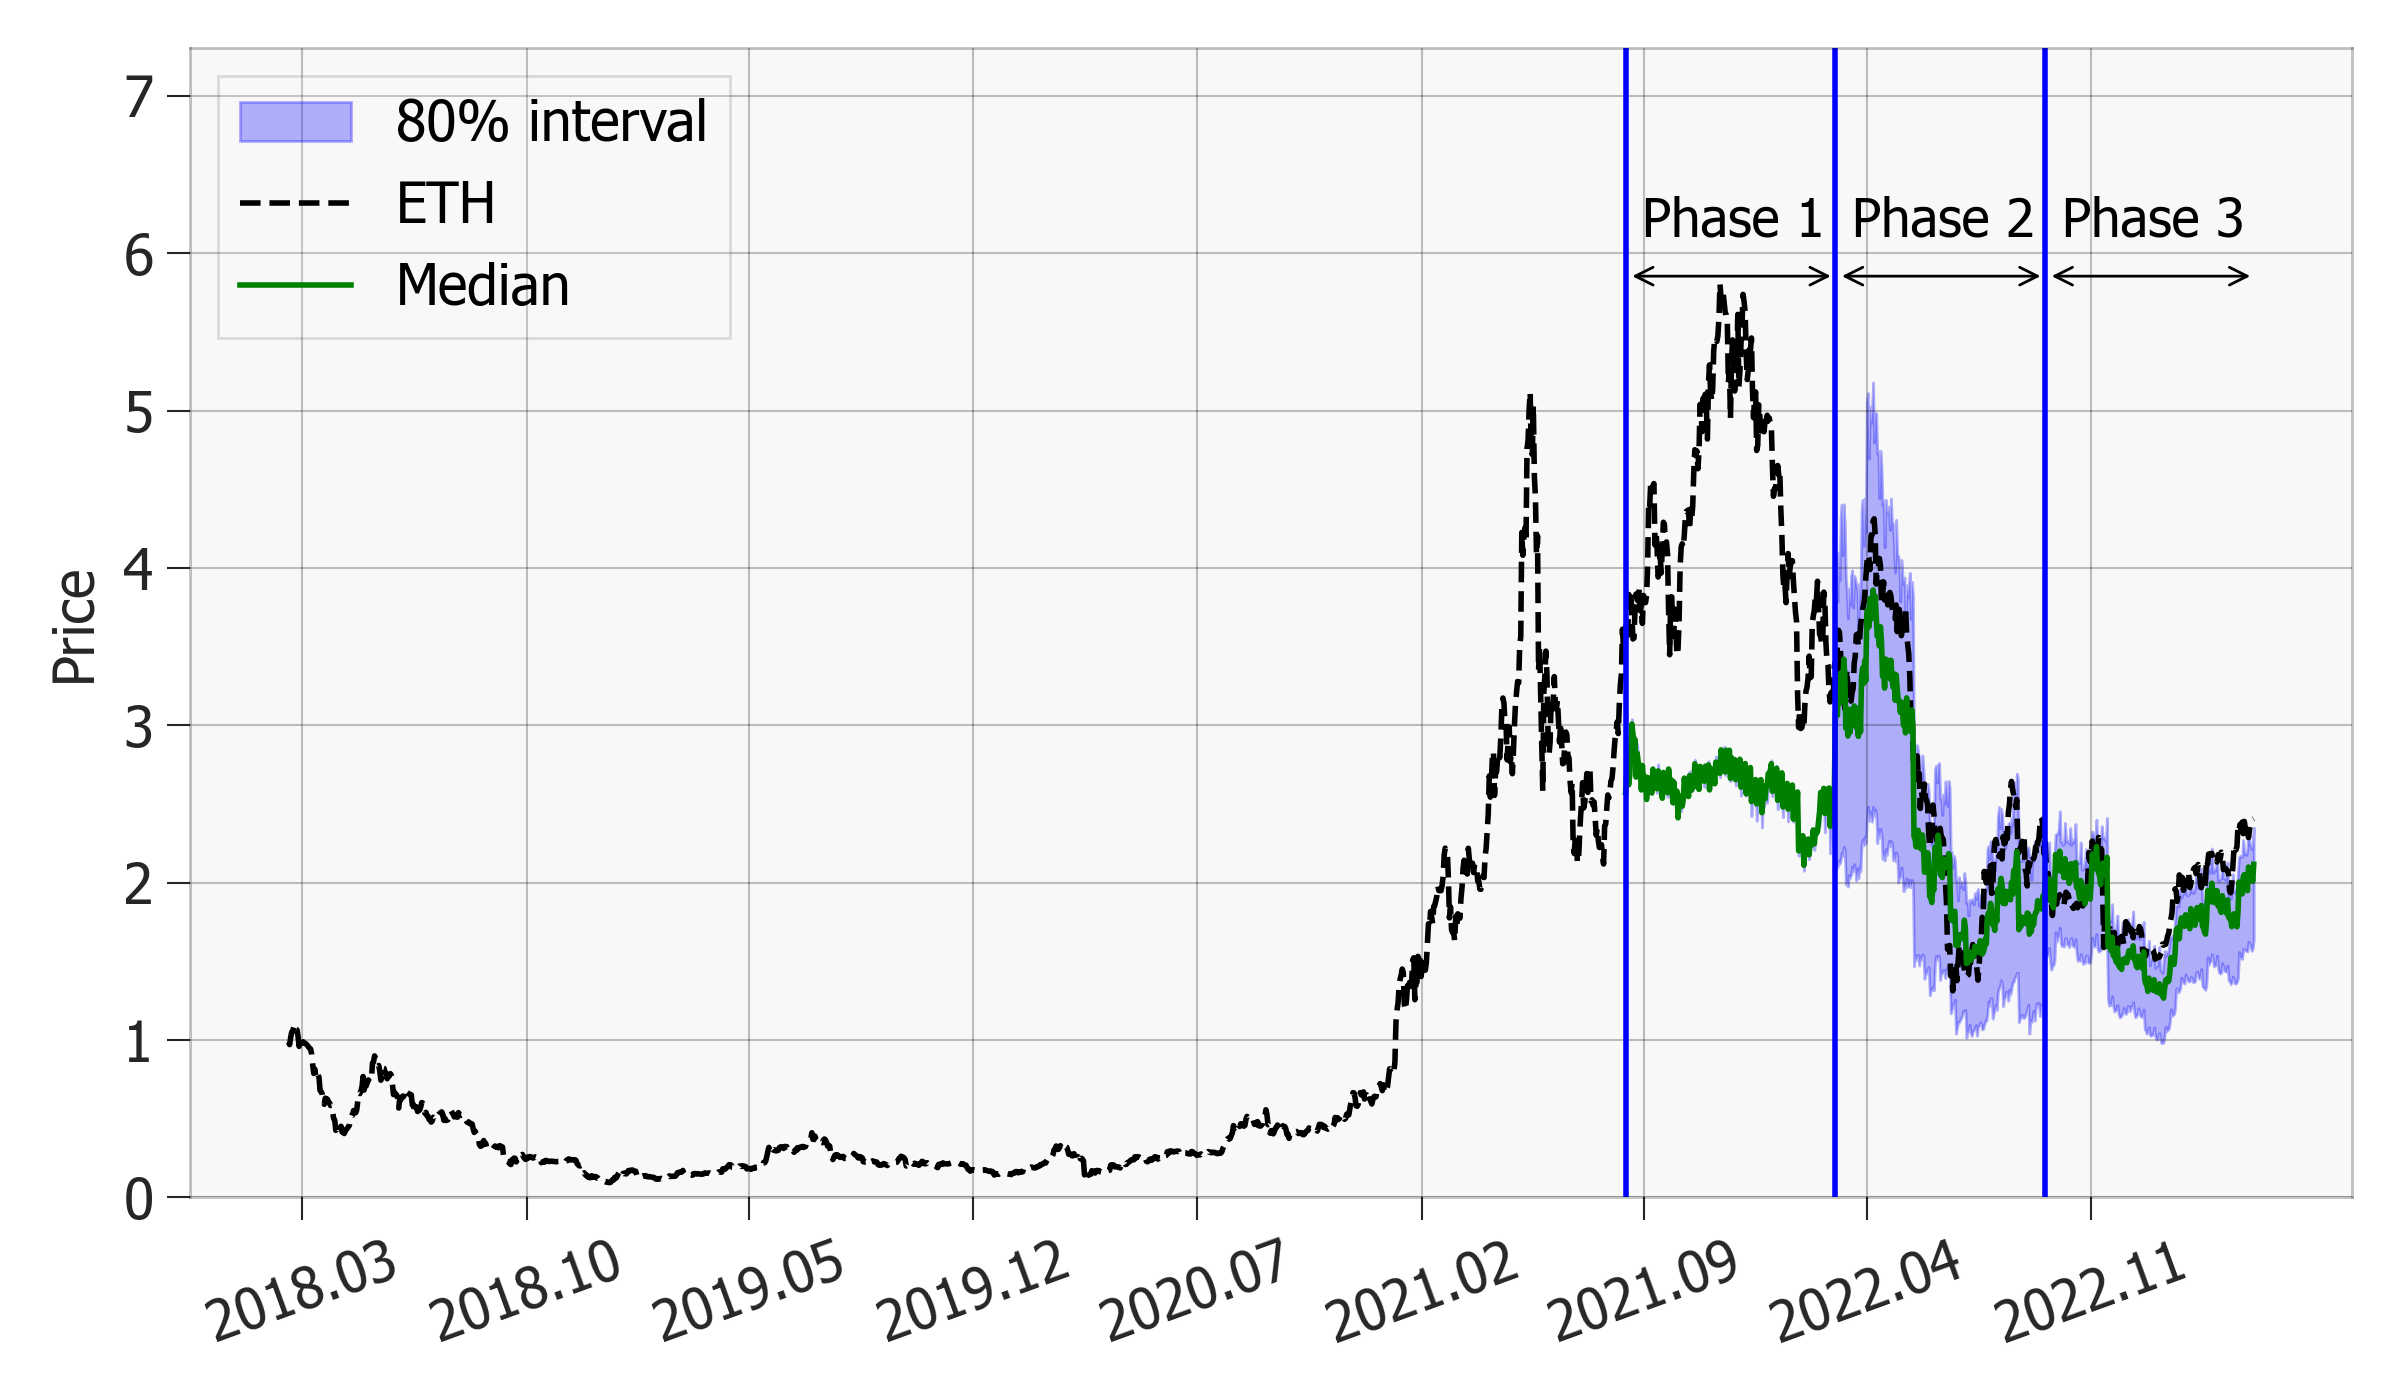 80% interval
ETH
Median
Phase 1
Phase 2
Phase 3
Price
7
6
5
4
3
2
1
0
2018.03
2018.10
2019.05
2019.12
2020.07
2021.02
2021.09
2022.04
2022.11